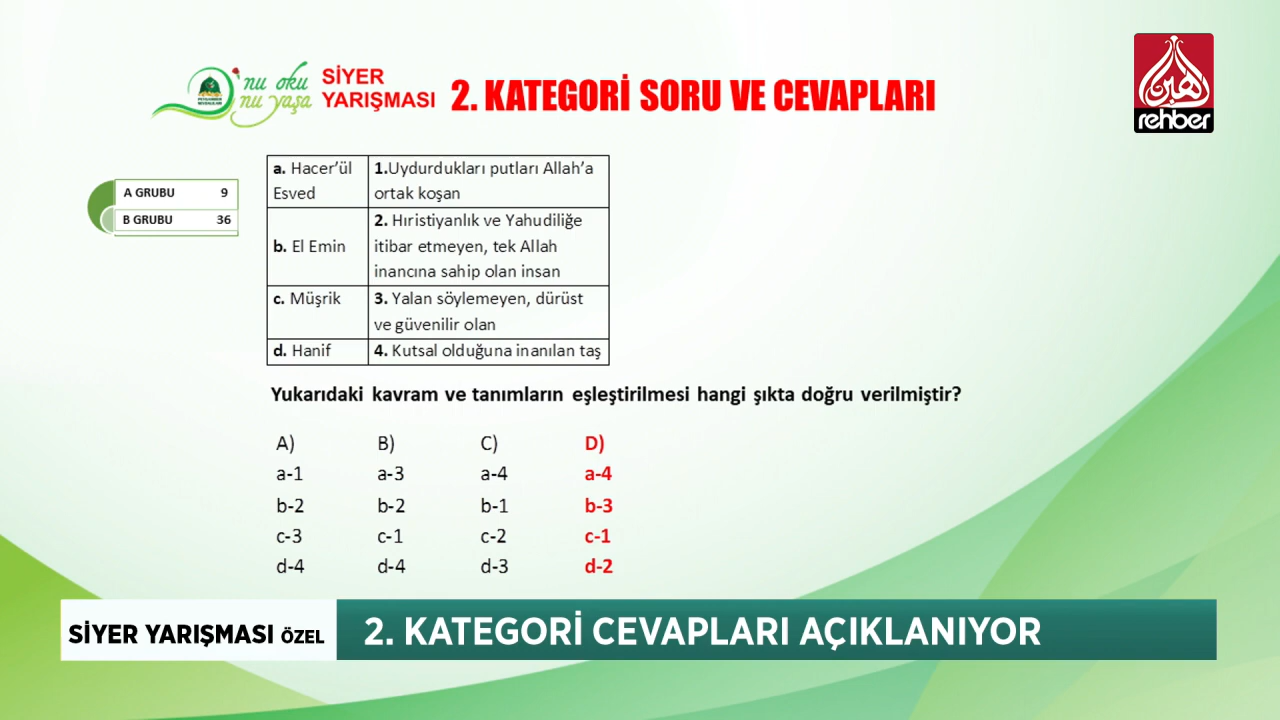 'nu oku
'nu yaşa
SİYER
YARIŞMASI
2. KATEGORİ SORU VE CEVAPLARI
هبر
rehber
A GRUBU 9
B GRUBU 36
a. Hacer'ül
Esved
1.Uydurdukları putları Allah'a
ortak koşan
b. El Emin
2. Hıristiyanlık ve Yahudiliğe
itibar etmeyen, tek Allah
inancına sahip olan insan
c. Müşrik
3. Yalan söylemeyen, dürüst
ve güvenilir olan
d. Hanif
4. Kutsal olduğuna inanılan taş
Yukarıdaki kavram ve tanımların eşleştirilmesi hangi şıkta doğru verilmiştir?
A) B) C) D)
a-1 a-3 a-4 a-4
b-2 b-2 b-1 b-3
c-3 c-1 c-2 c-1
d-4 d-4 d-3 d-2
SİYER YARIŞMASI ÖZEL
2. KATEGORİ CEVAPLARI AÇIKLANIYOR